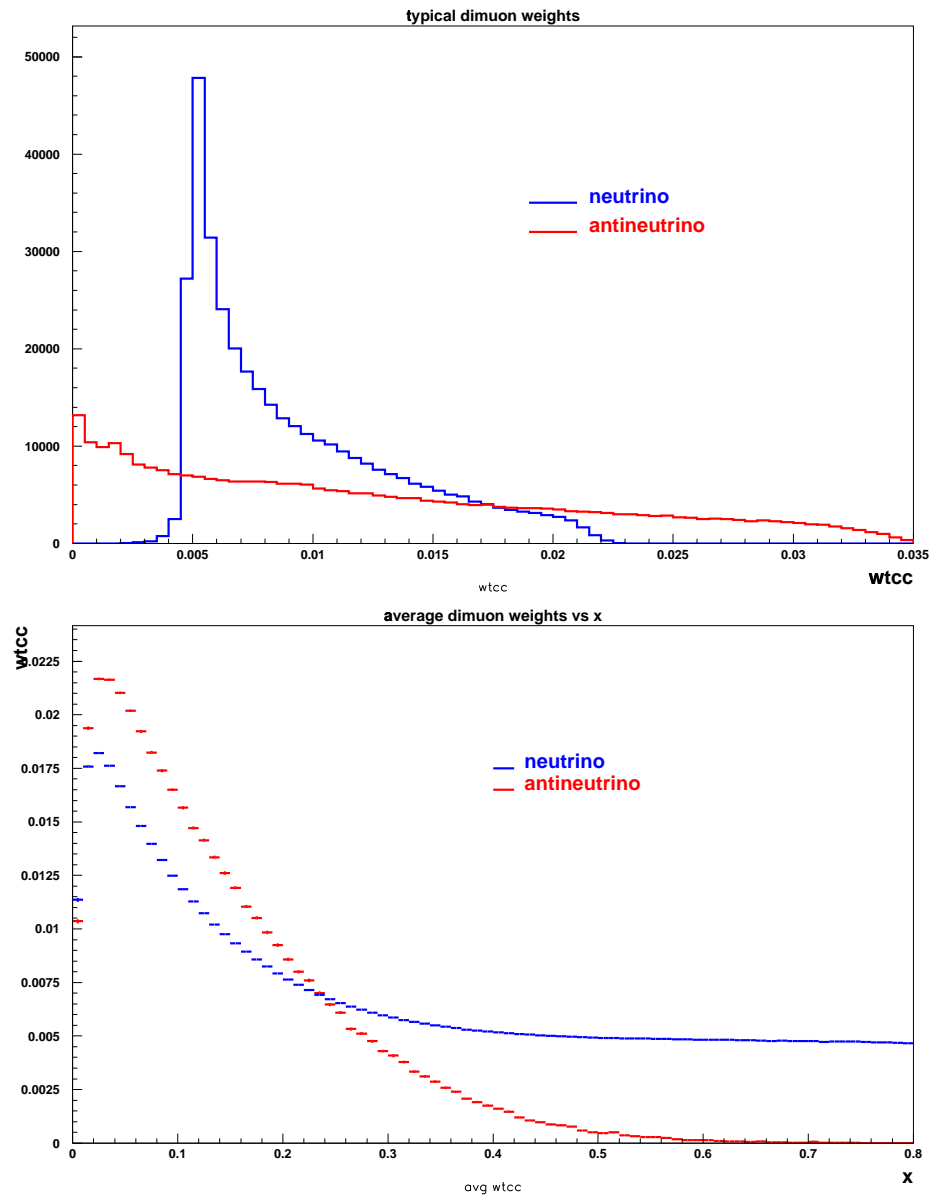 typical dimuon weights
50000
40000
30000
20000
10000
0
neutrino
antineutrino
0 0.005 0.01 0.015 0.02 0.025 0.03 0.035
wtcc
wtcc
average dimuon weights vs x
wtcc
0.0225
0.02
0.0175
0.015
0.0125
0.01
0.0075
0.005
0.0025
0
neutrino
antineutrino
0 0.1 0.2 0.3 0.4 0.5 0.6 0.7 0.8
x
avg wtcc